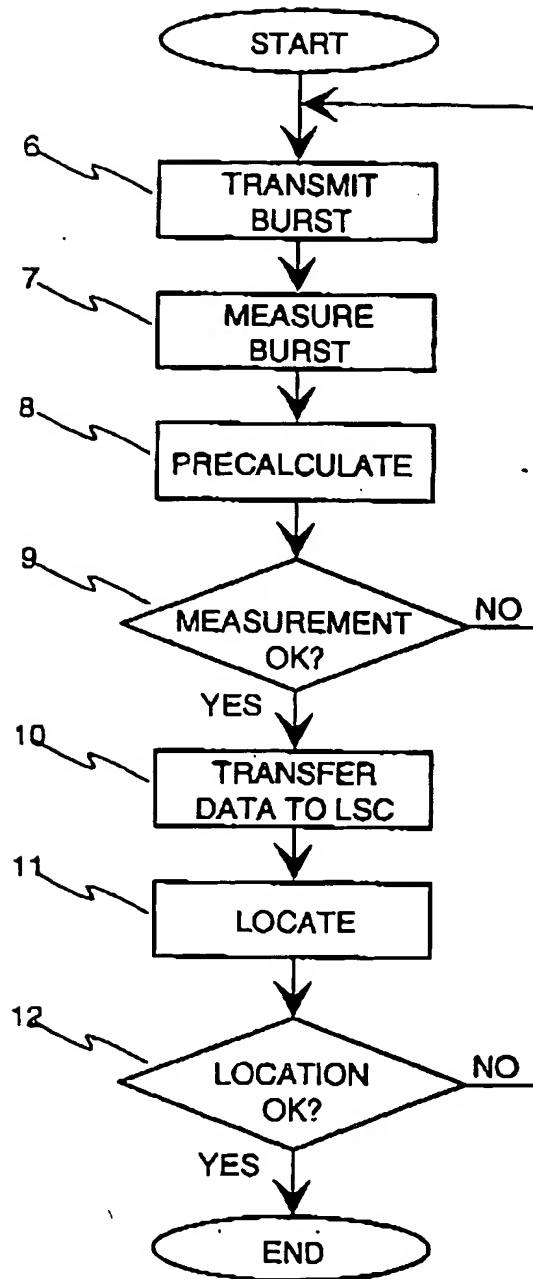 START
6
TRANSMIT
BURST
7
MEASURE
BURST
8
PRECALCULATE
9
MEASUREMENT
OK?
NO
YES
10
TRANSFER
DATA TO LSC
11
LOCATE
12
LOCATION
OK?
NO
YES
END